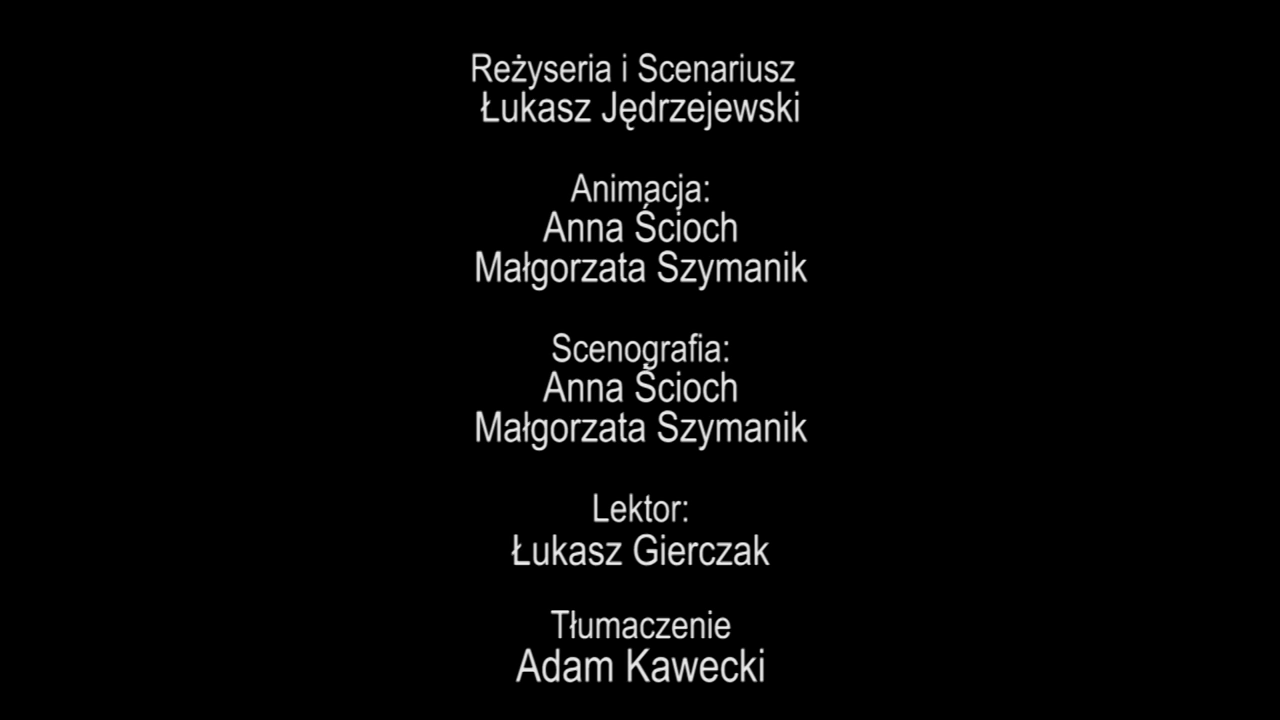 Reżyseria i Scenariusz
Łukasz Jędrzejewski
Animacja:
Anna Ścioch
Małgorzata Szymanik
Scenografia:
Anna Ścioch
Małgorzata Szymanik
Lektor:
Łukasz Gierczak
Tłumaczenie
Adam Kawecki